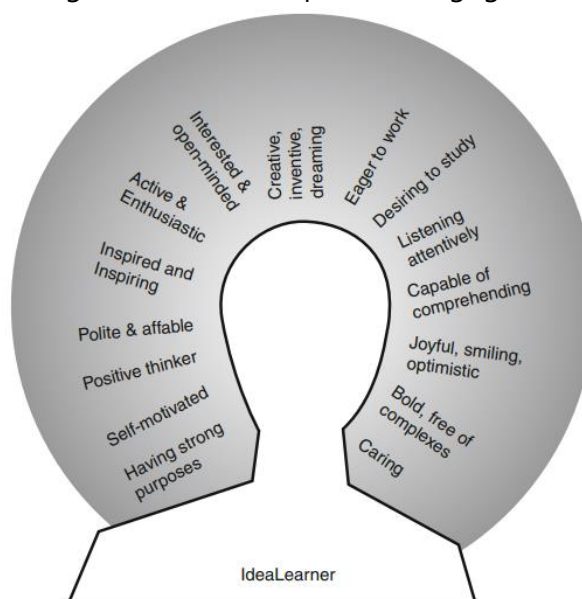 Having strong
purposes
Self-motivated
Positive thinker
Polite & affable
Inspired and
Inspiring
Active &
Enthusiastic
Interested &
open-minded
Creative,
inventive,
dreaming
Eager to work
Desiring to study
Listening
attentively
Capable of
comprehending
Joyful, smiling,
optimistic
Bold, free of
complexes
Caring
IdeaLearner